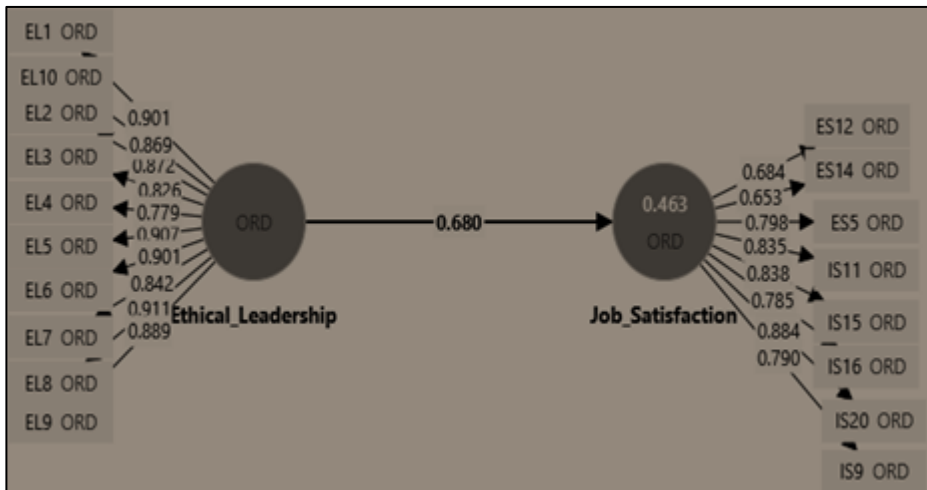 EL1 ORD
EL10 ORD
EL2 ORD
EL3 ORD
EL4 ORD
EL5 ORD
EL6 ORD
EL7 ORD
EL8 ORD
EL9 ORD
0.901
0.869
0.872
0.826
0.779
0.907
0.901
0.842
0.911
0.889
ORD
Ethical_Leadership
0.680
0.463
ORD
Job_Satisfaction
0.684
0.653
0.798
0.835
0.838
0.785
0.884
0.790
ES12 ORD
ES14 ORD
ES5 ORD
IS11 ORD
IS15 ORD
IS16 ORD
IS20 ORD
IS9 ORD